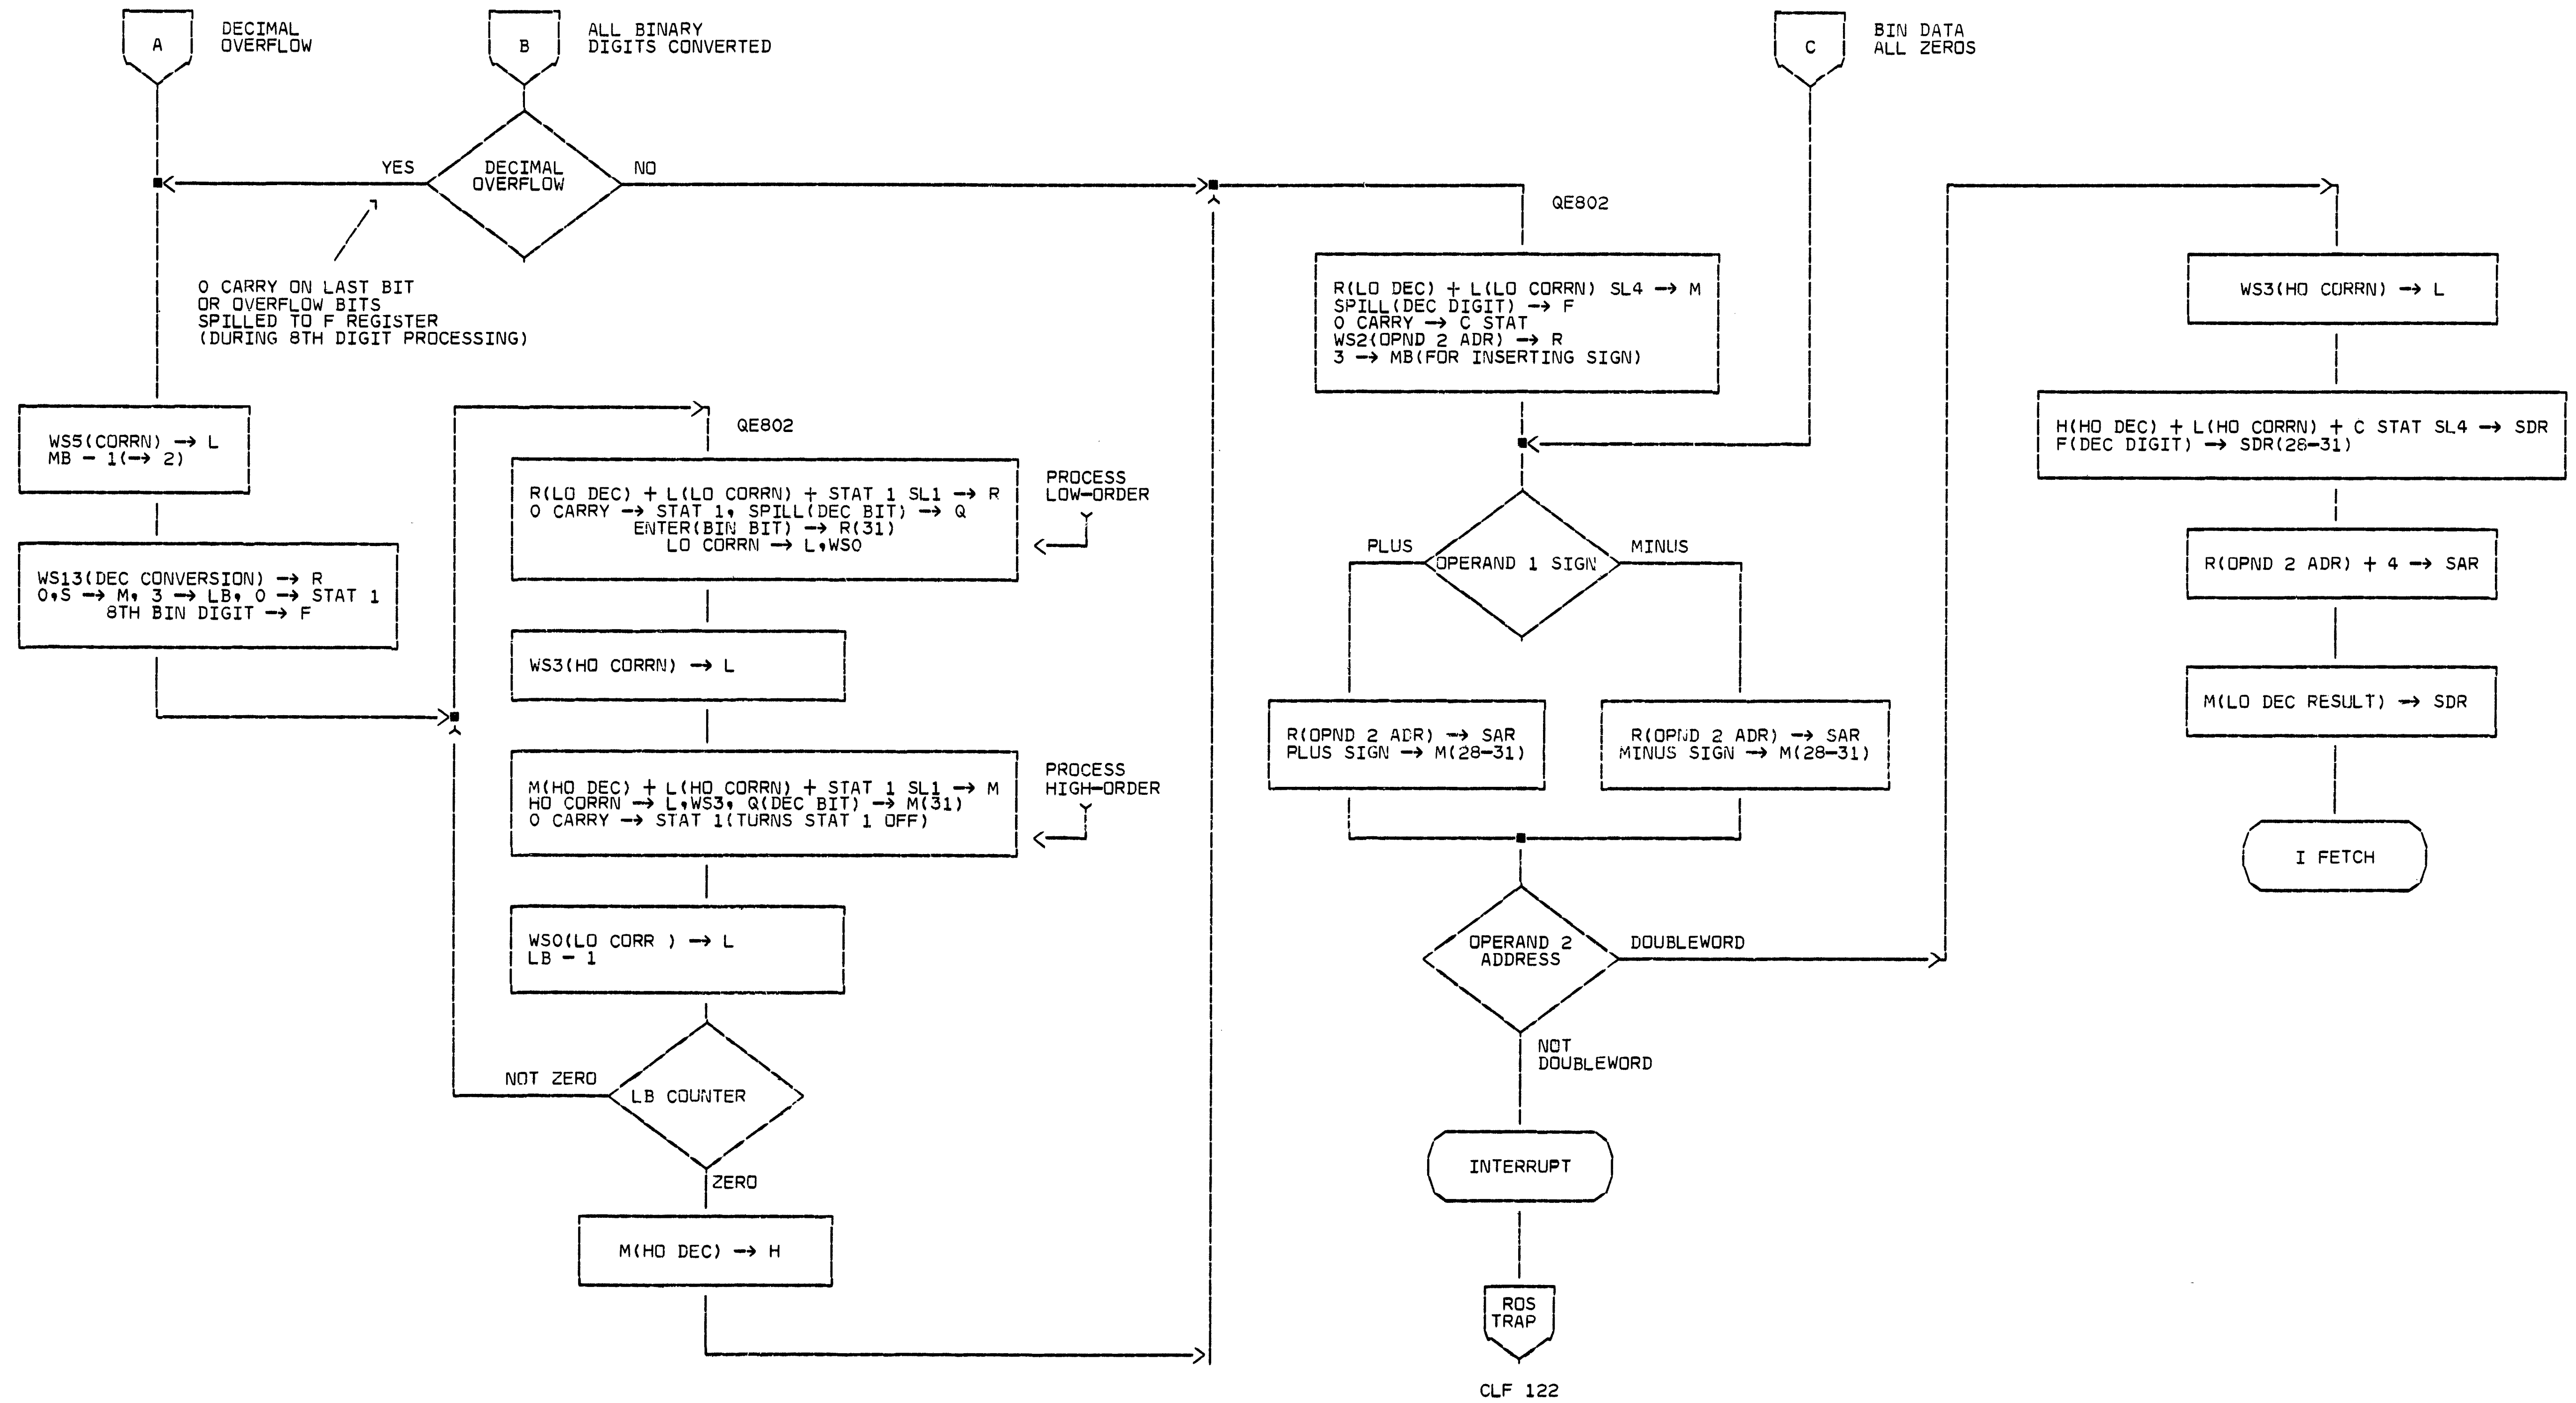 A
DECIMAL
OVERFLOW
B
ALL BINARY
DIGITS CONVERTED
C
BIN DATA
ALL ZEROS
YES
DECIMAL
OVERFLOW
NO
QE802
O CARRY ON LAST BIT
OR OVERFLOW BITS
SPILLED TO F REGISTER
(DURING 8TH DIGIT PROCESSING)
WS5(CORRN) → L
MB - 1(→ 2)
WS13(DEC CONVERSION) → R
0,S → M, 3 → LB, 0 → STAT 1
8TH BIN DIGIT → F
QE802
R(LO DEC) + L(LO CORRN) + STAT 1 SL1 → R
O CARRY → STAT 1, SPILL(DEC BIT) → Q
ENTER(BIN BIT) → R(31)
LO CORRN → L,WS0
PROCESS
LOW-ORDER
WS3(HO CORRN) → L
M(HO DEC) + L(HO CORRN) + STAT 1 SL1 → M
HO CORRN → L,WS3, Q(DEC BIT) → M(31)
O CARRY → STAT 1(TURNS STAT 1 OFF)
PROCESS
HIGH-ORDER
WS0(LO CORR ) → L
LB - 1
NOT ZERO
LB COUNTER
ZERO
M(HO DEC) → H
R(LO DEC) + L(LO CORRN) SL4 → M
SPILL(DEC DIGIT) → F
O CARRY → C STAT
WS2(OPND 2 ADR) → R
3 → MB(FOR INSERTING SIGN)
PLUS
OPERAND 1 SIGN
MINUS
R(OPND 2 ADR) → SAR
PLUS SIGN → M(28-31)
R(OPND 2 ADR) → SAR
MINUS SIGN → M(28-31)
OPERAND 2
ADDRESS
DOUBLEWORD
NOT
DOUBLEWORD
INTERRUPT
ROS
TRAP
CLF 122
WS3(HO CORRN) → L
H(HO DEC) + L(HO CORRN) + C STAT SL4 → SDR
F(DEC DIGIT) → SDR(28-31)
R(OPND 2 ADR) + 4 → SAR
M(LO DEC RESULT) → SDR
I FETCH